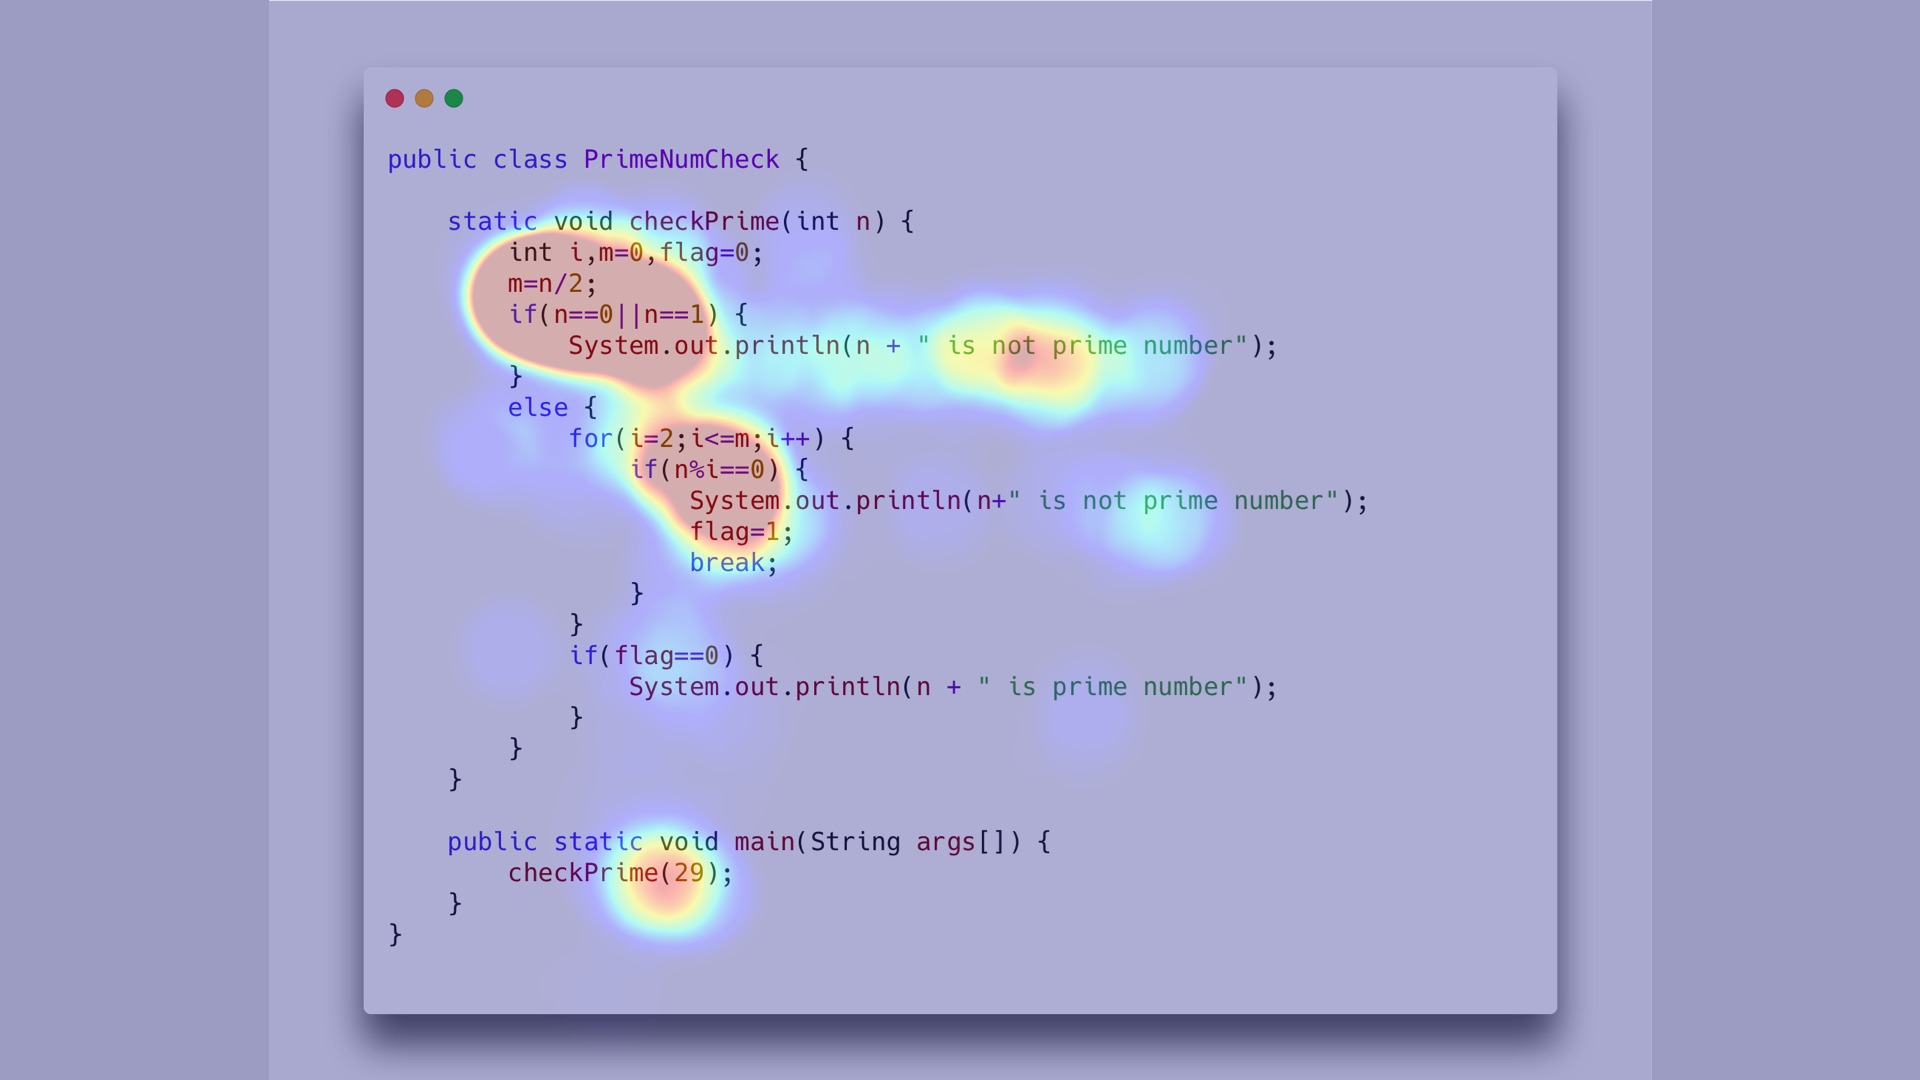 public class PrimeNumCheck {
    static void checkPrime(int n) {
        int i,m=0,flag=0;
        m=n/2;
        if(n==0||n==1) {
            System.out.println(n + " is not prime number");
        }
        else {
            for(i=2;i<=m;i++) {
                if(n%i==0) {
                    System.out.println(n+" is not prime number");
                    flag=1;
                    break;
                }
            }
            if(flag==0) {
                System.out.println(n + " is prime number");
            }
        }
    }
    public static void main(String args[]) {
        checkPrime(29);
    }
}